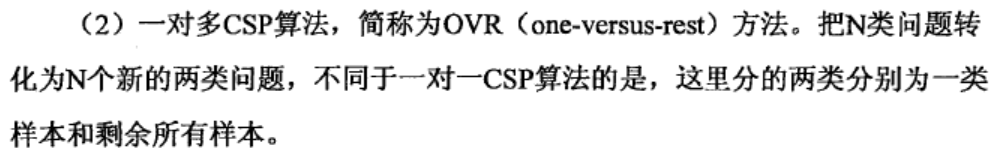 （2）一对多CSP算法，简称为OVR（one-versus-rest）方法。把N类问题转
化为N个新的两类问题，不同于一对一CSP算法的是，这里分的两类分别为一类
样本和剩余所有样本。